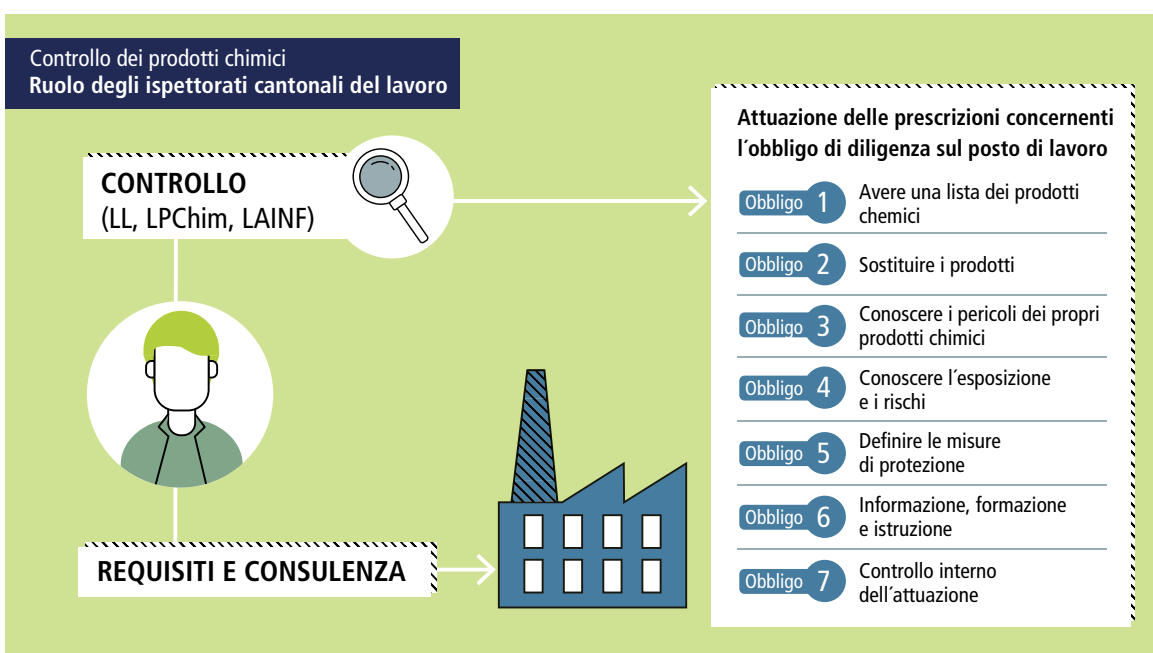 Controllo dei prodotti chimici
Ruolo degli ispettorati cantonali del lavoro
CONTROLLO
(LL, LPChim, LAINF)
REQUISITI E CONSULENZA
Attuazione delle prescrizioni concernenti
l´obbligo di diligenza sul posto di lavoro
Obbligo 1
Avere una lista dei prodotti
chemici
Obbligo 2
Sostituire i prodotti
Obbligo 3
Conoscere i pericoli dei propri
prodotti chimici
Obbligo 4
Conoscere l´esposizione
e i rischi
Obbligo 5
Definire le misure
di protezione
Obbligo 6
Informazione, formazione
e istruzione
Obbligo 7
Controllo interno
dell´attuazione